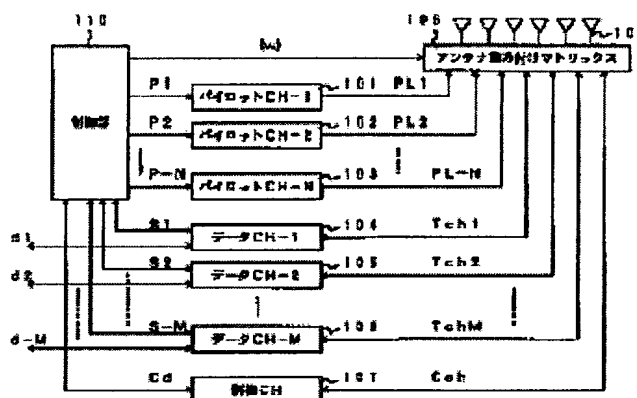 110
106
10
{w}
アンテナ重み付けマトリックス
制御部
P1
パイロットCH-1
101
PL1
P2
パイロットCH-2
102
PL2
P-N
パイロットCH-N
103
PL-N
S1
データCH-1
104
Tch1
d1
S2
データCH-2
105
Tch2
d2
S-M
データCH-M
106
TchM
d-M
Cd
制御CH
107
Cch